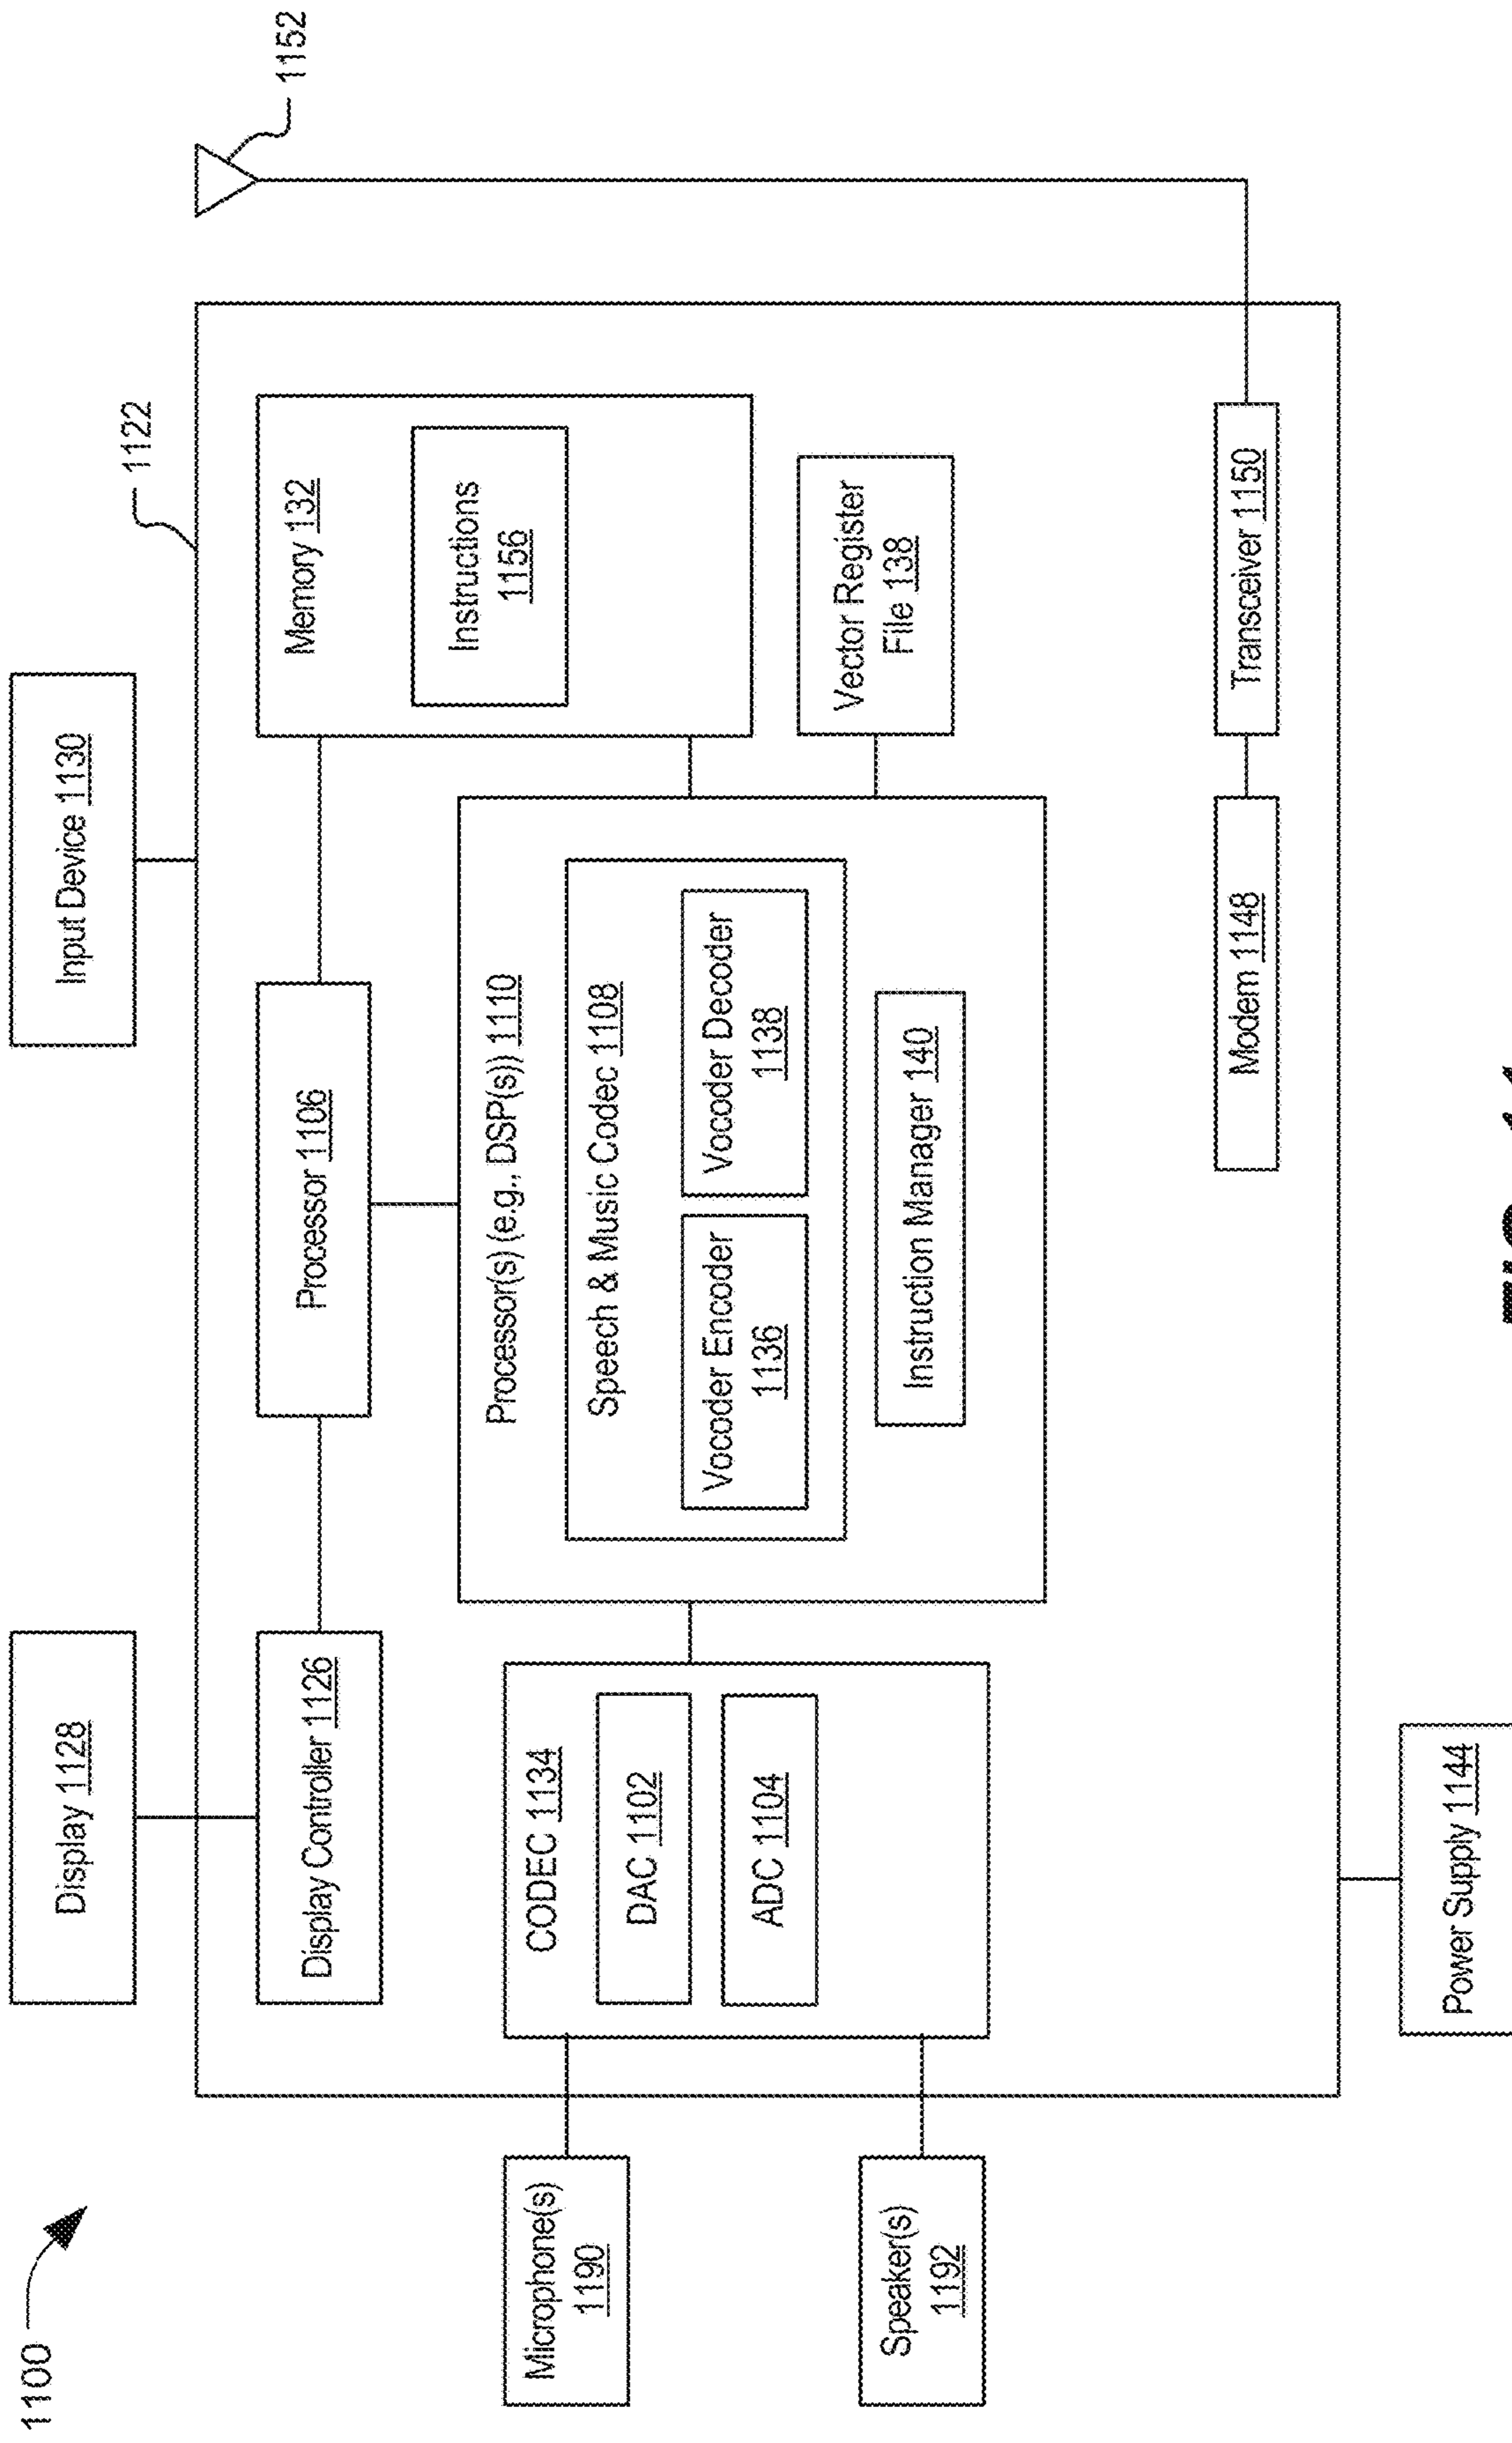 1100
Display 1128
Input Device 1130
1122
1152
Display Controller 1126
Processor 1106
Memory 132
Instructions
1156
Processor(s) (e.g., DSP(s)) 1110
Speech & Music Codec 1108
Vocoder Encoder
1136
Vocoder Decoder
1138
Instruction Manager 140
Vector Register
File 138
CODEC 1134
DAC 1102
ADC 1104
Microphone(s)
1190
Speaker(s)
1192
Modem 1148
Transceiver 1150
Power Supply 1144